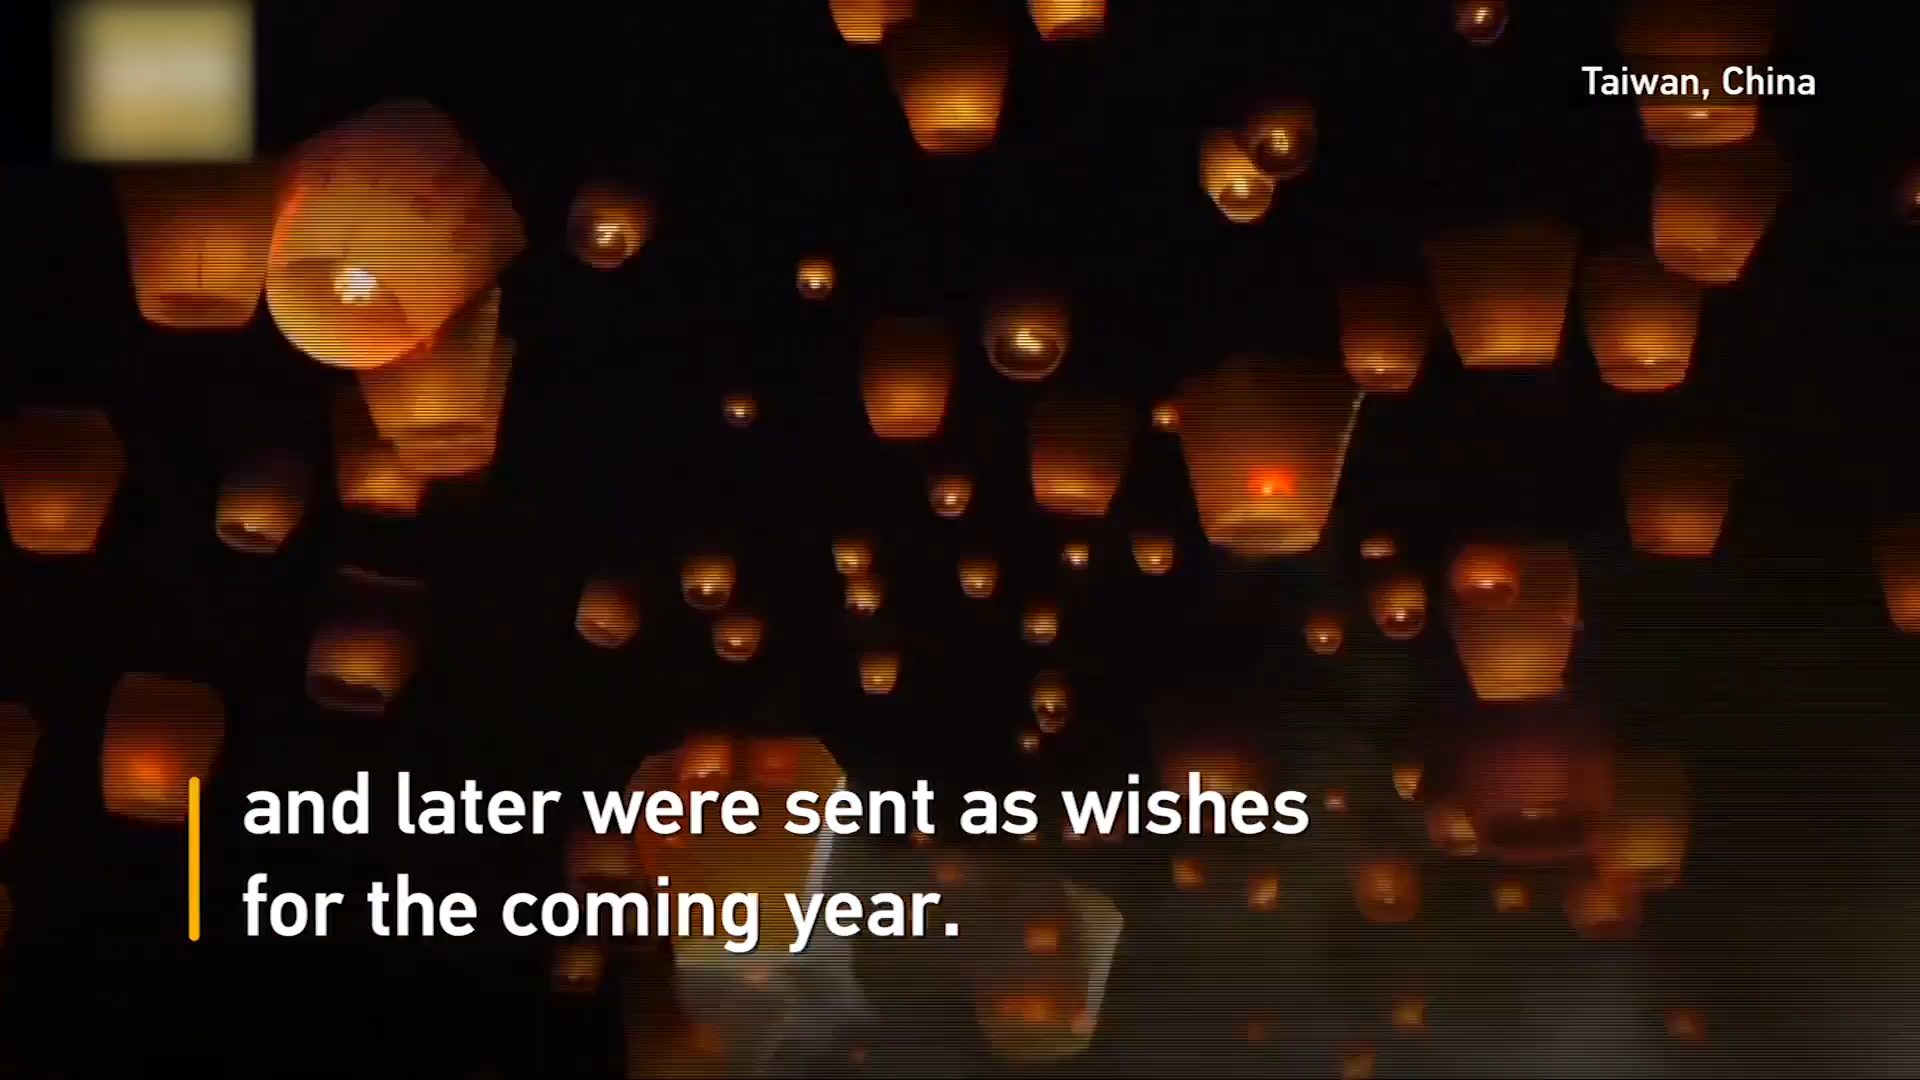 Taiwan, China
and later were sent as wishes
for the coming year.